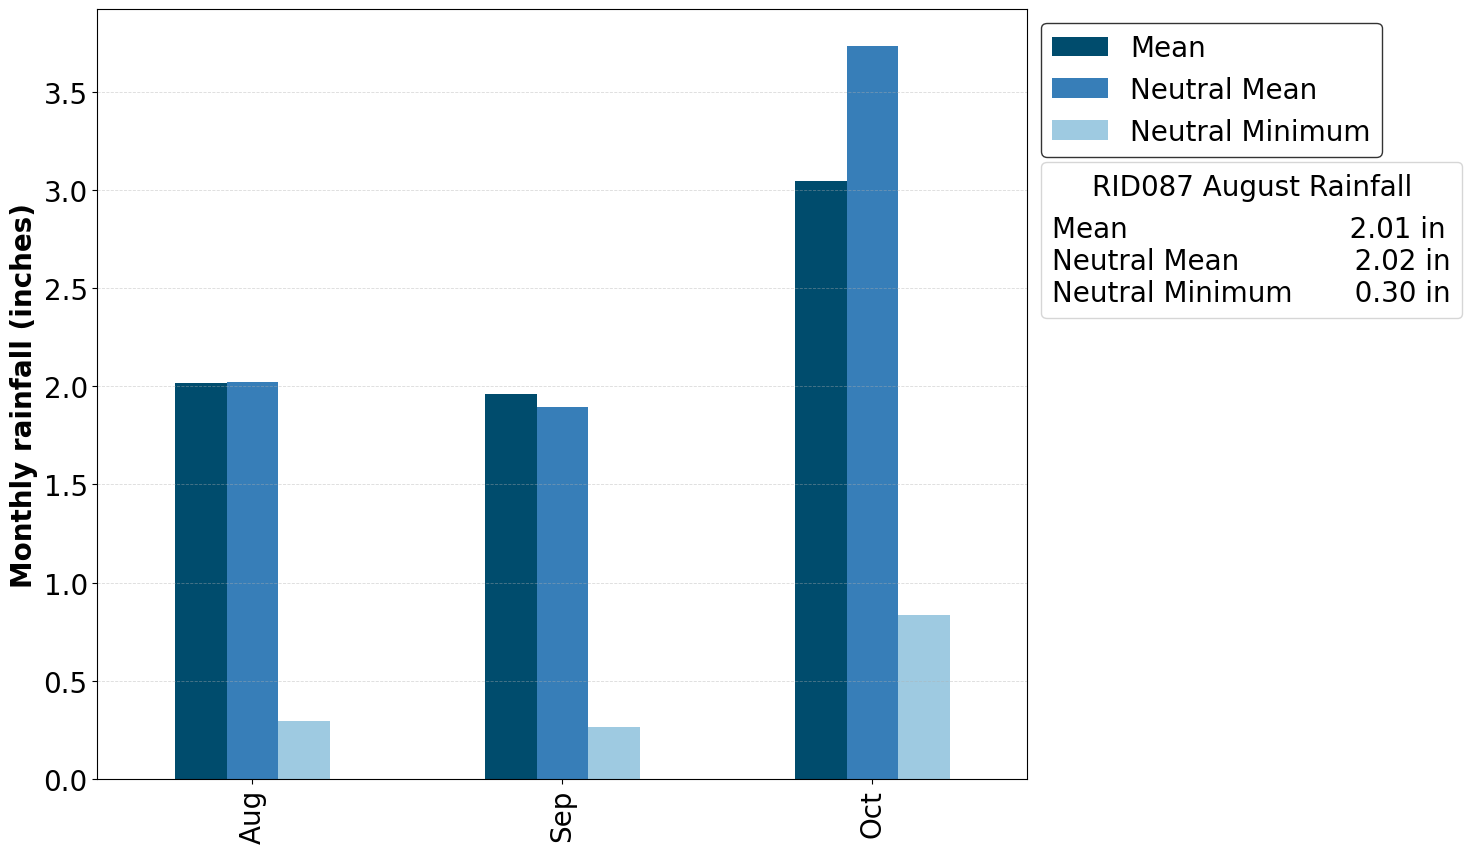 Monthly rainfall (inches)
3.5
3.0
2.5
2.0
1.5
1.0
0.5
0.0
Aug
Sep
Oct
Mean
Neutral Mean
Neutral Minimum
RID087 August Rainfall
Mean 2.01 in
Neutral Mean 2.02 in
Neutral Minimum 0.30 in